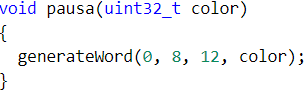 void pausa(uint32_t color)
{
  generateWord(0, 8, 12, color);
}